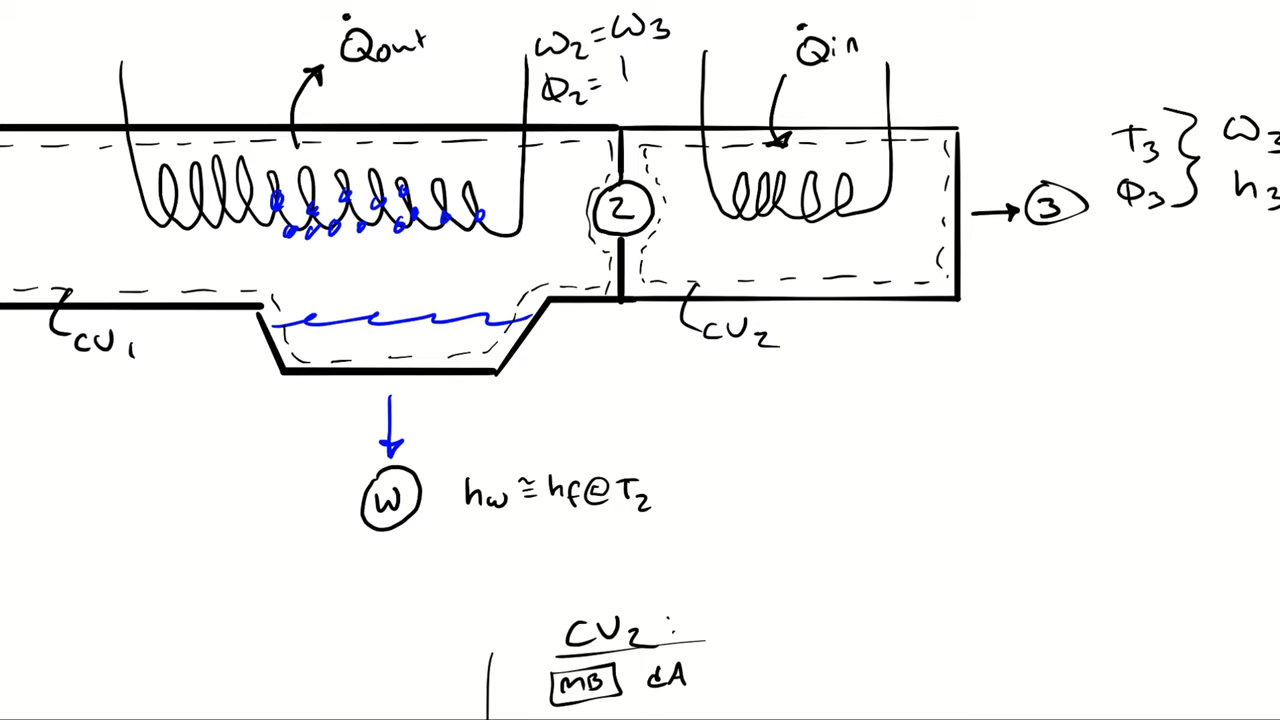 Q̇out
ω2 = ω3
Φ2 = 1
Q̇in
T3 } ω3
Φ3 } h3
2
3
CV1
CV2
W
hω ≅ hf@T2
CV2:
MB dA